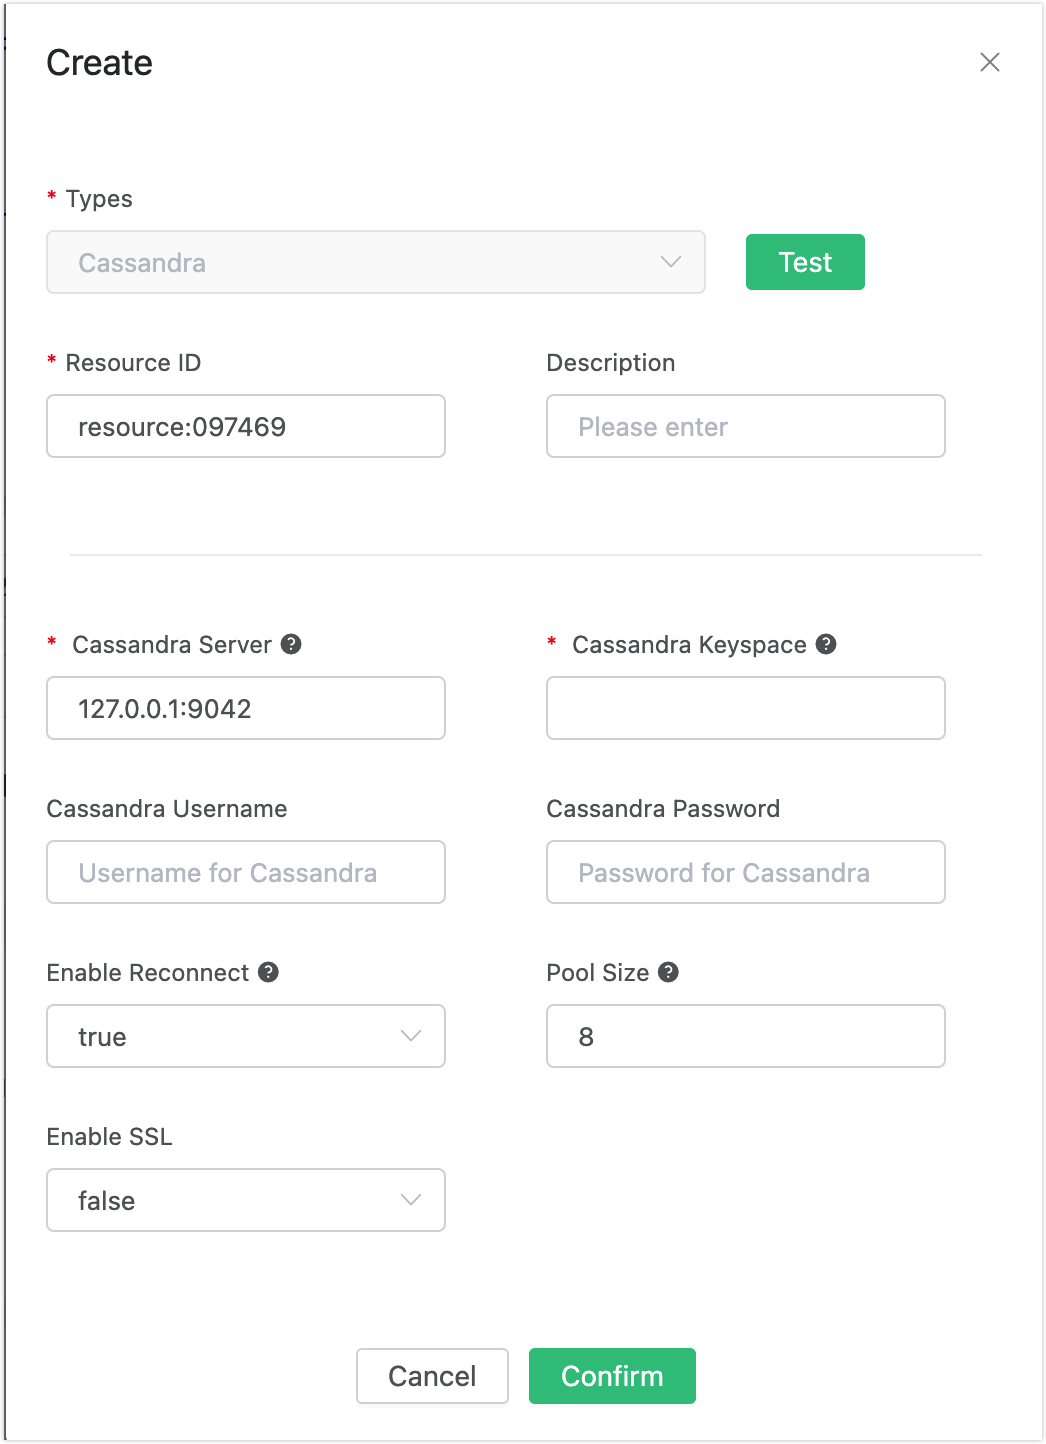 Create
* Types
Cassandra
Test
* Resource ID
Description
resource:097469
Please enter
* Cassandra Server ?
* Cassandra Keyspace ?
127.0.0.1:9042
Cassandra Username
Cassandra Password
Username for Cassandra
Password for Cassandra
Enable Reconnect ?
Pool Size ?
true
8
Enable SSL
false
Cancel
Confirm